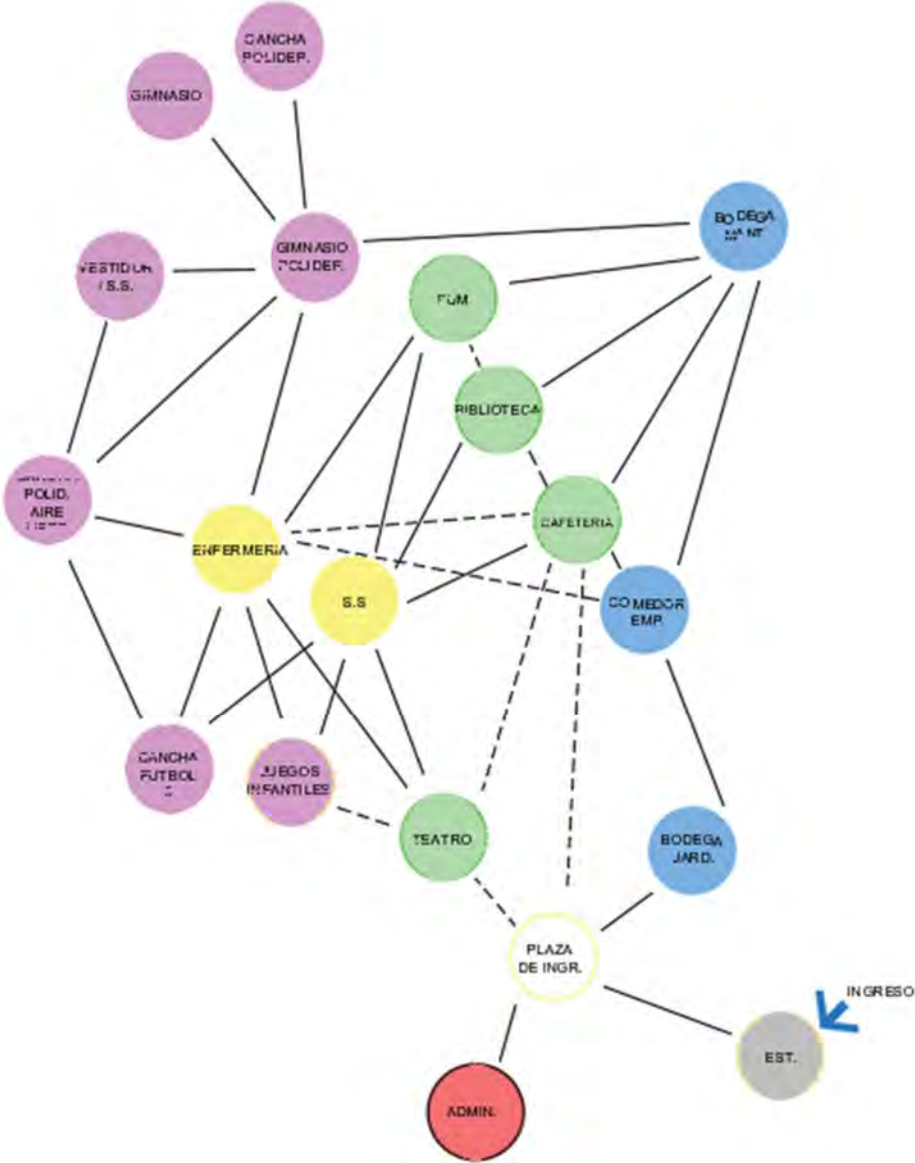 CANCHA
POLIDEP.
GIMNASIO
BODEGA
MANT
GIMNASIO
POLIDEP.
VESTIDOR.
/ S.S.
BIBLIOTECA
POLID.
AIRE
CAFETERIA
ENFERMERIA
S.S
COMEDOR
EMP.
CANCHA
FUTBOL
JUEGOS
INFANTILES
TEATRO
BODEGA
JARD.
PLAZA
DE INGR.
INGRESO
EST.
ADMIN.